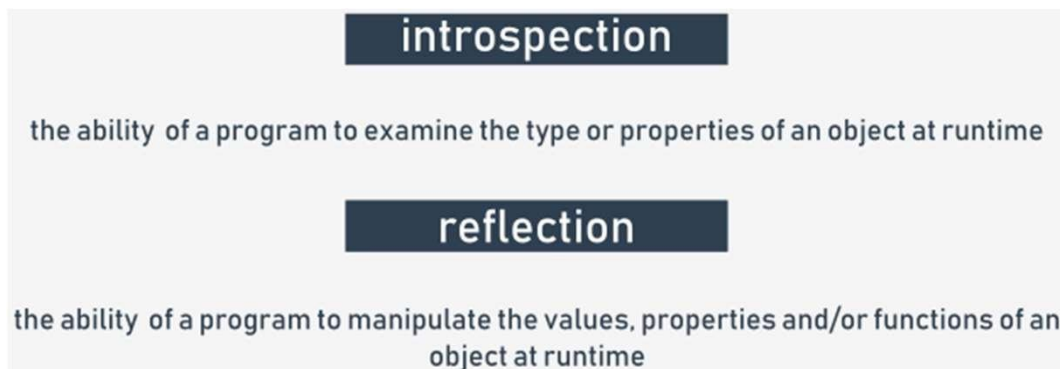 introspection
the ability of a program to examine the type or properties of an object at runtime
reflection
the ability of a program to manipulate the values, properties and/or functions of an
object at runtime